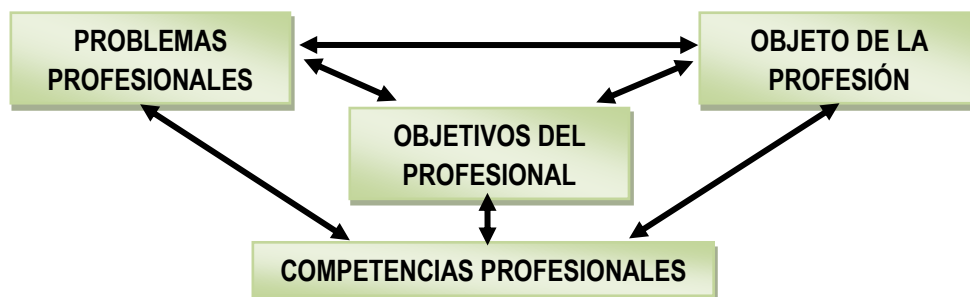 PROBLEMAS
PROFESIONALES
OBJETO DE LA
PROFESIÓN
OBJETIVOS DEL
PROFESIONAL
COMPETENCIAS PROFESIONALES